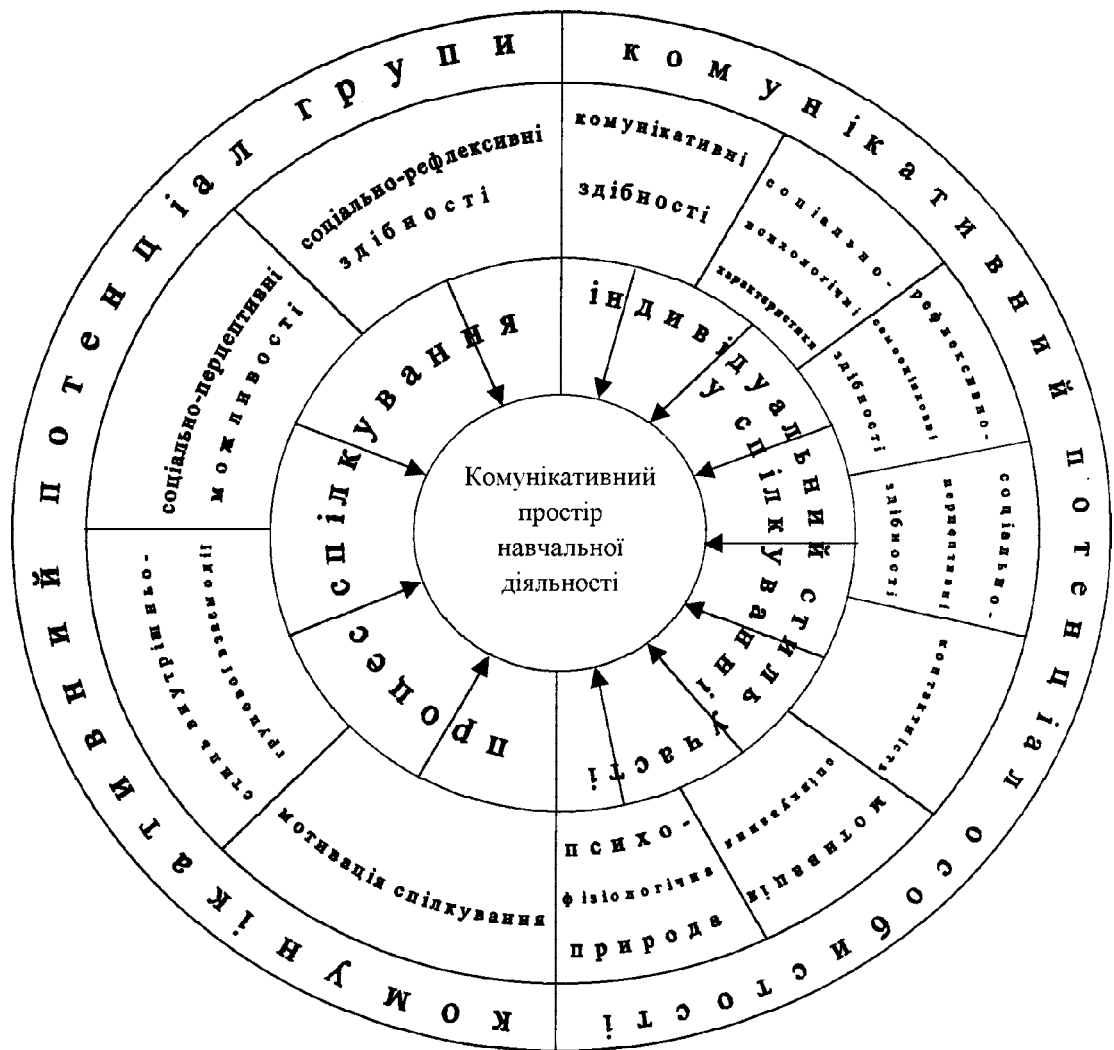 комунікативний потенціал групи
комунікативний потенціал особистості
соціально-рефлексивні
здібності
соціально-перцептивні
можливості
стиль внутрішньо-
групової взаємодії
мотивація спілкування
комунікативні
здібності
соціально-
психологічні
характеристики
рефлексивно-
самооцінювові
здібності
соціально-
перцептивні
здібності
контактність
мотивація
спілкування
психо-
фізіологічна
природа
процес спілкування
індивідуальний стиль участі
у спілкуванні
Комунікативний
простір
навчальної
діяльності